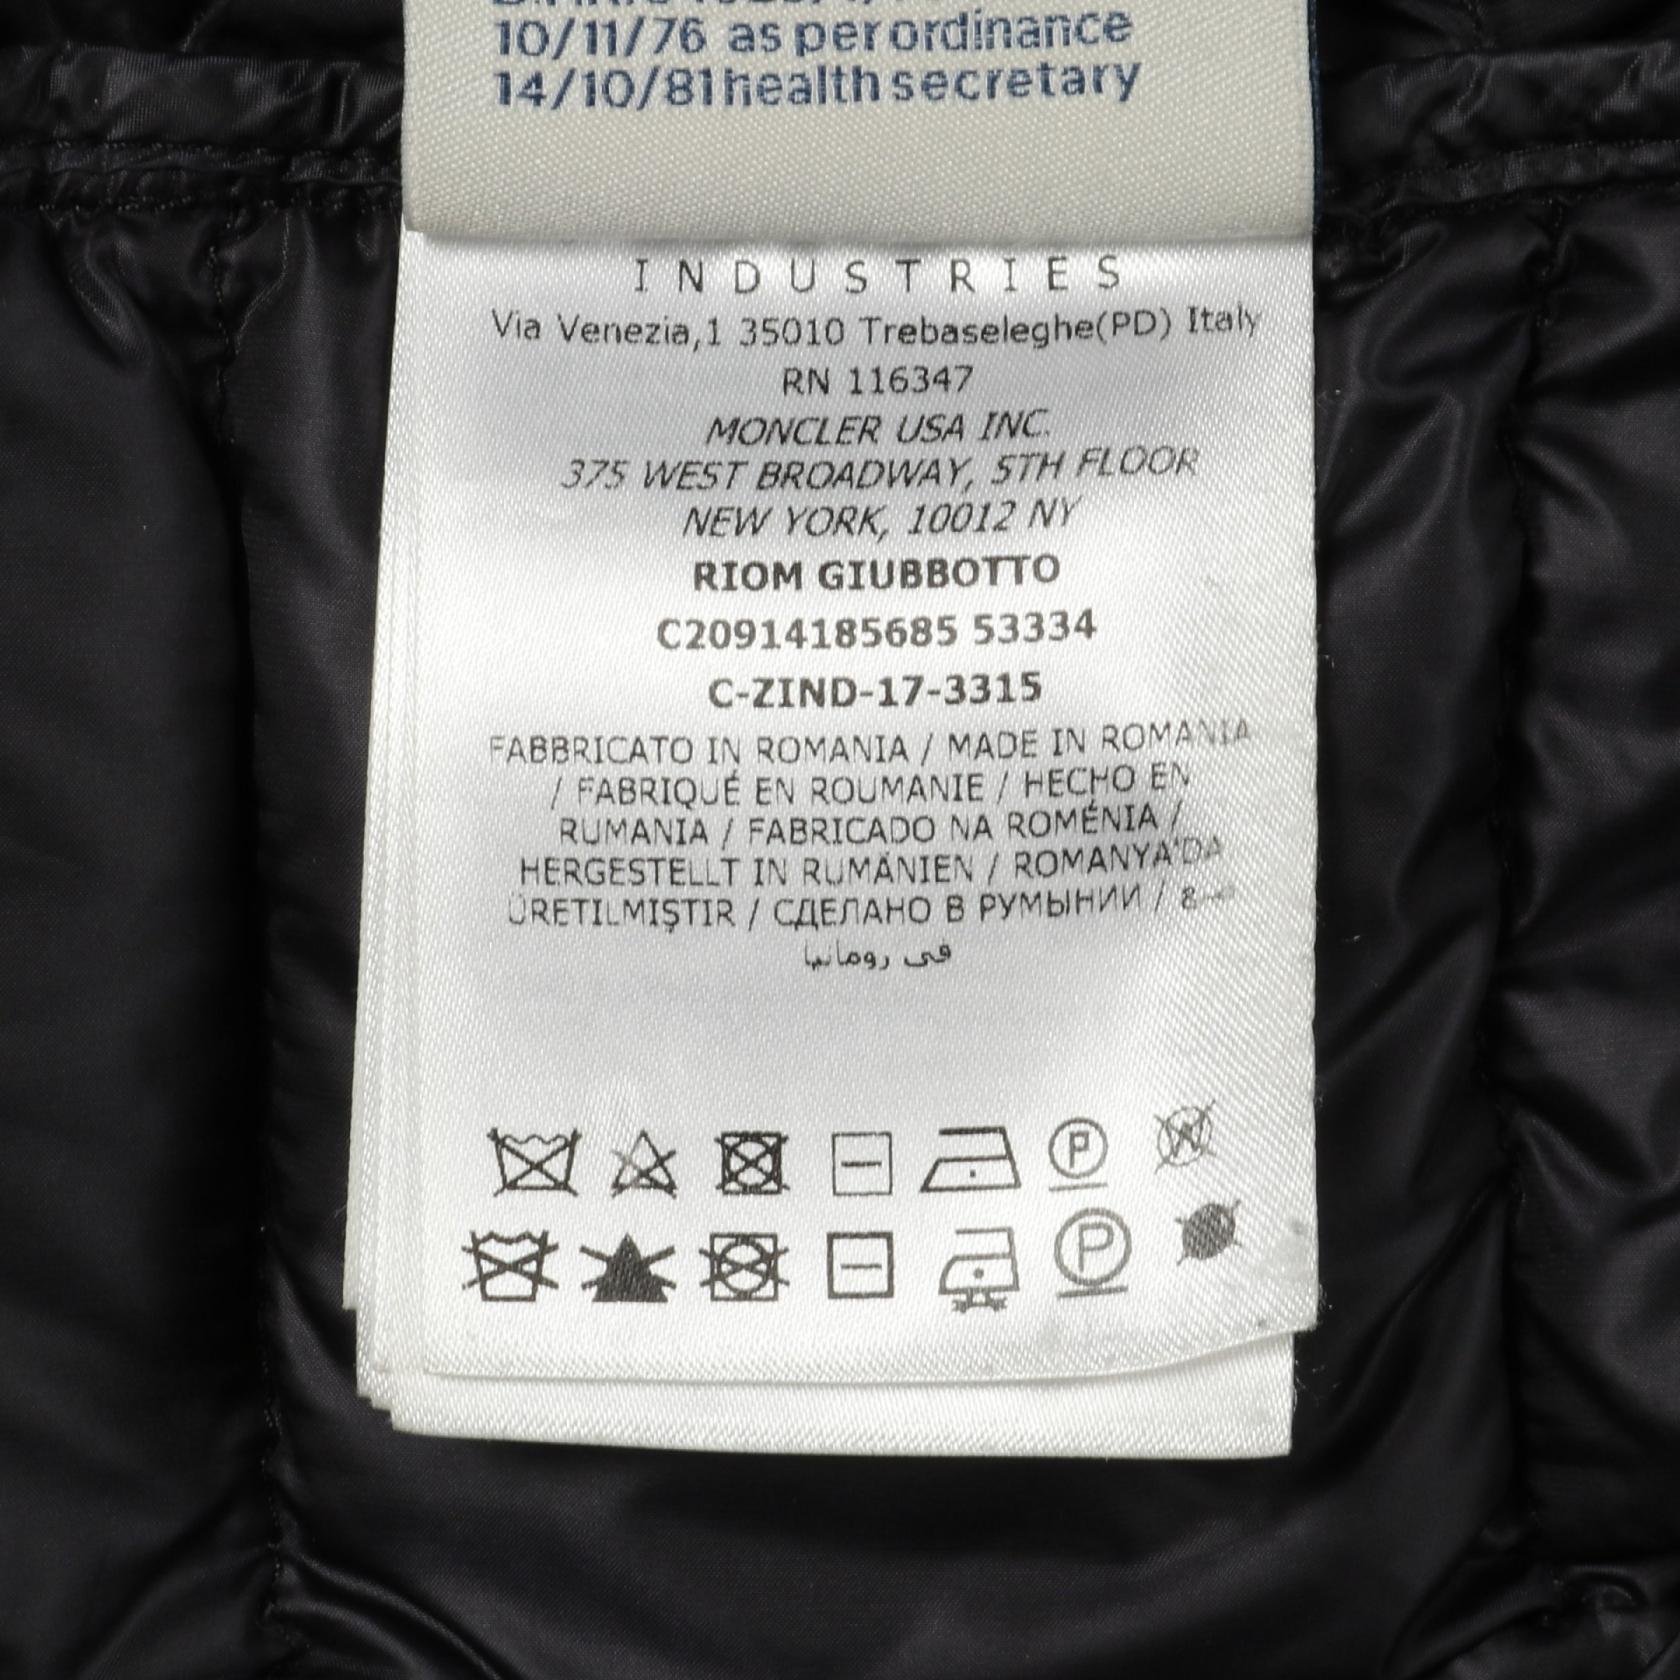 10/11/76 as per ordinance
14/10/81 health secretary
INDUSTRIES
Via Venezia,1 35010 Trebaseleghe(PD) Italy
RN 116347
MONCLER USA INC.
375 WEST BROADWAY, 5TH FLOOR
NEW YORK, 10012 NY
RIOM GIUBBOTTO
C20914185685 53334
C-ZIND-17-3315
FABBRICATO IN ROMANIA / MADE IN ROMANIA
/ FABRIQUÉ EN ROUMANIE / HECHO EN
RUMANIA / FABRICADO NA ROMÉNIA /
HERGESTELLT IN RUMÄNIEN / ROMANYA'DA
ÜRETILMIŞTIR / СДЕЛАНО В РУМЫНИИ /
في رومانيا
P W
P